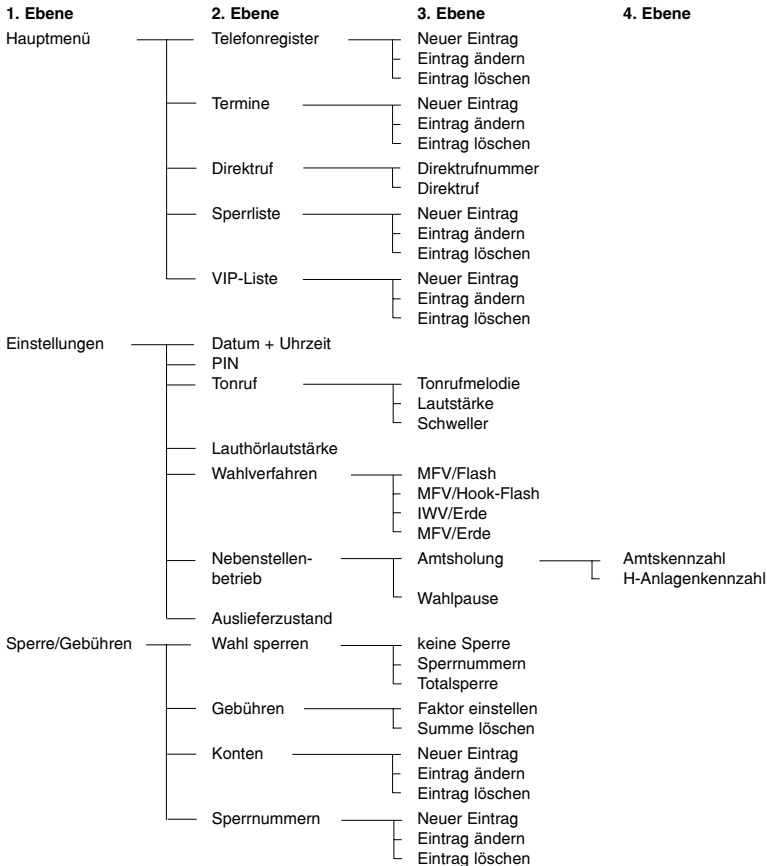 1. Ebene 2. Ebene 3. Ebene 4. Ebene
Hauptmenü Telefonregister Neuer Eintrag
Eintrag ändern
Eintrag löschen
Termine Neuer Eintrag
Eintrag ändern
Eintrag löschen
Direktruf Direktrufnummer
Direktruf
Sperrliste Neuer Eintrag
Eintrag ändern
Eintrag löschen
VIP-Liste Neuer Eintrag
Eintrag ändern
Eintrag löschen
Einstellungen Datum + Uhrzeit
PIN
Tonruf Tonrufmelodie
Lautstärke
Schweller
Lauthörlautstärke
Wahlverfahren MFV/Flash
MFV/Hook-Flash
IWV/Erde
MFV/Erde
Nebenstellen- Amtsholung Amtskennzahl
betrieb H-Anlagenkennzahl
Wahlpause
Auslieferzustand
Sperre/Gebühren Wahl sperren keine Sperre
Sperrnummern
Totalsperre
Gebühren Faktor einstellen
Summe löschen
Konten Neuer Eintrag
Eintrag ändern
Eintrag löschen
Sperrnummern Neuer Eintrag
Eintrag ändern
Eintrag löschen